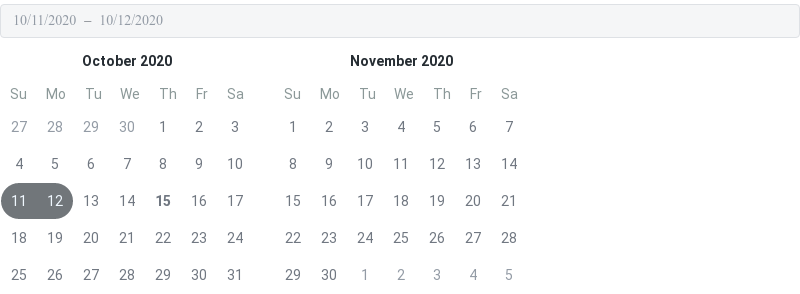 10/11/2020 – 10/12/2020
October 2020 November 2020
Su Mo Tu We Th Fr Sa Su Mo Tu We Th Fr Sa
27 28 29 30 1 2 3 1 2 3 4 5 6 7
4 5 6 7 8 9 10 8 9 10 11 12 13 14
11 12 13 14 15 16 17 15 16 17 18 19 20 21
18 19 20 21 22 23 24 22 23 24 25 26 27 28
25 26 27 28 29 30 31 29 30 1 2 3 4 5